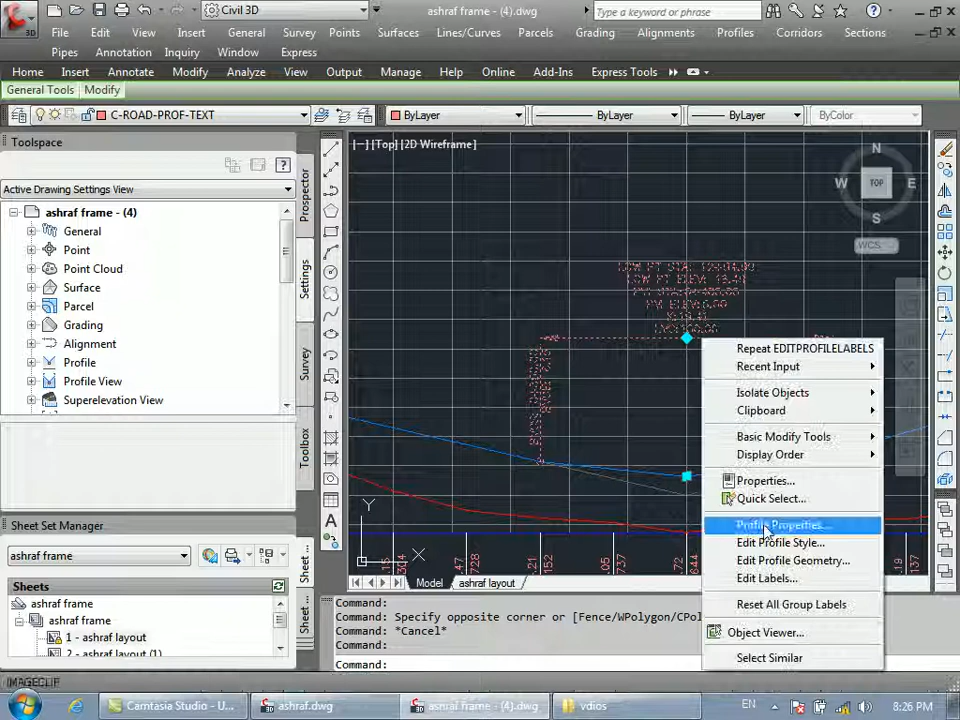 Civil 3D
ashraf frame - (4).dwg
Type a keyword or phrase
3D
File Edit View Insert General Survey Points Surfaces Lines/Curves Parcels Grading Alignments Profiles Corridors Sections
Pipes Annotation Inquiry Window Express
Home Insert Annotate Modify Analyze View Output Manage Help Online Add-Ins Express Tools
General Tools Modify
C-ROAD-PROF-TEXT
ByLayer
ByLayer
ByLayer
ByColor
Toolspace
Active Drawing Settings View
ashraf frame - (4)
General
Point
Point Cloud
Surface
Parcel
Grading
Alignment
Profile
Profile View
Superelevation View
Prospector
Settings
Survey
Toolbox
[−] [Top] [2D Wireframe]
N
W TOP E
S
WCS
Y
X
Repeat EDITPROFILELABELS
Recent Input
Isolate Objects
Clipboard
Basic Modify Tools
Display Order
Properties...
Quick Select...
Profile Properties...
Edit Profile Style...
Edit Profile Geometry...
Edit Labels...
Reset All Group Labels
Object Viewer...
Select Similar
Model
ashraf layout
Sheet Set Manager
ashraf frame
Sheets
ashraf frame
ashraf frame
1 - ashraf layout
2 - ashraf layout (1)
Command:
Command: Specify opposite corner or [Fence/WPolygon/CPol
Command: *Cancel*
Command:
Command:
IMAGECLIP
Camtasia Studio - U...
ashraf.dwg
ashraf frame - (4)....
vdios
EN
8:26 PM